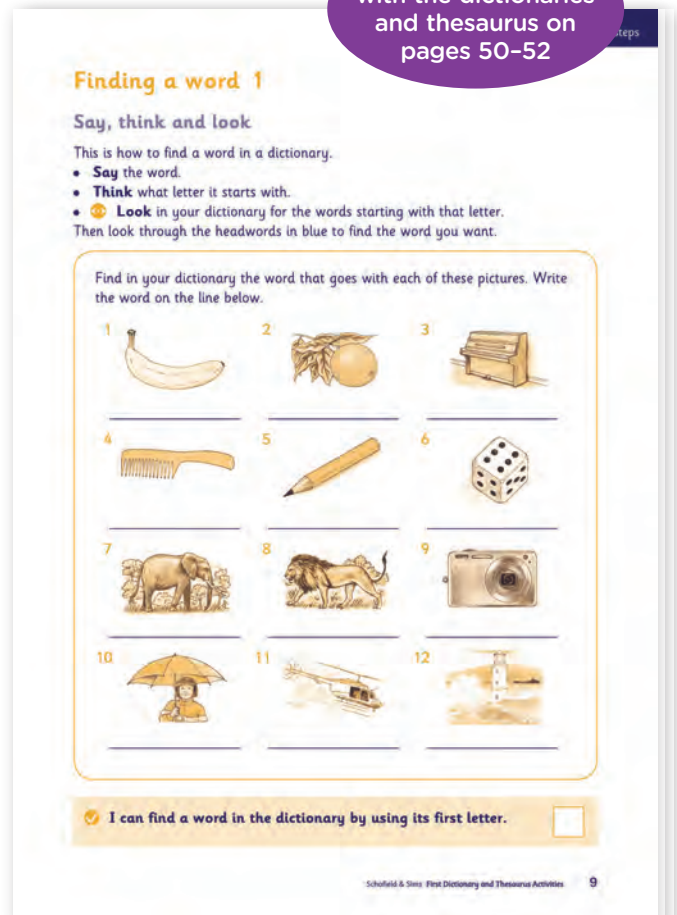 with the dictionaries
and thesaurus on
pages 50–52
steps
Finding a word 1
Say, think and look
This is how to find a word in a dictionary.
• Say the word.
• Think what letter it starts with.
• Look in your dictionary for the words starting with that letter.
Then look through the headwords in blue to find the word you want.
Find in your dictionary the word that goes with each of these pictures. Write
the word on the line below.
1 2 3
4 5 6
7 8 9
10 11 12
I can find a word in the dictionary by using its first letter.
Schofield & Sims First Dictionary and Thesaurus Activities 9